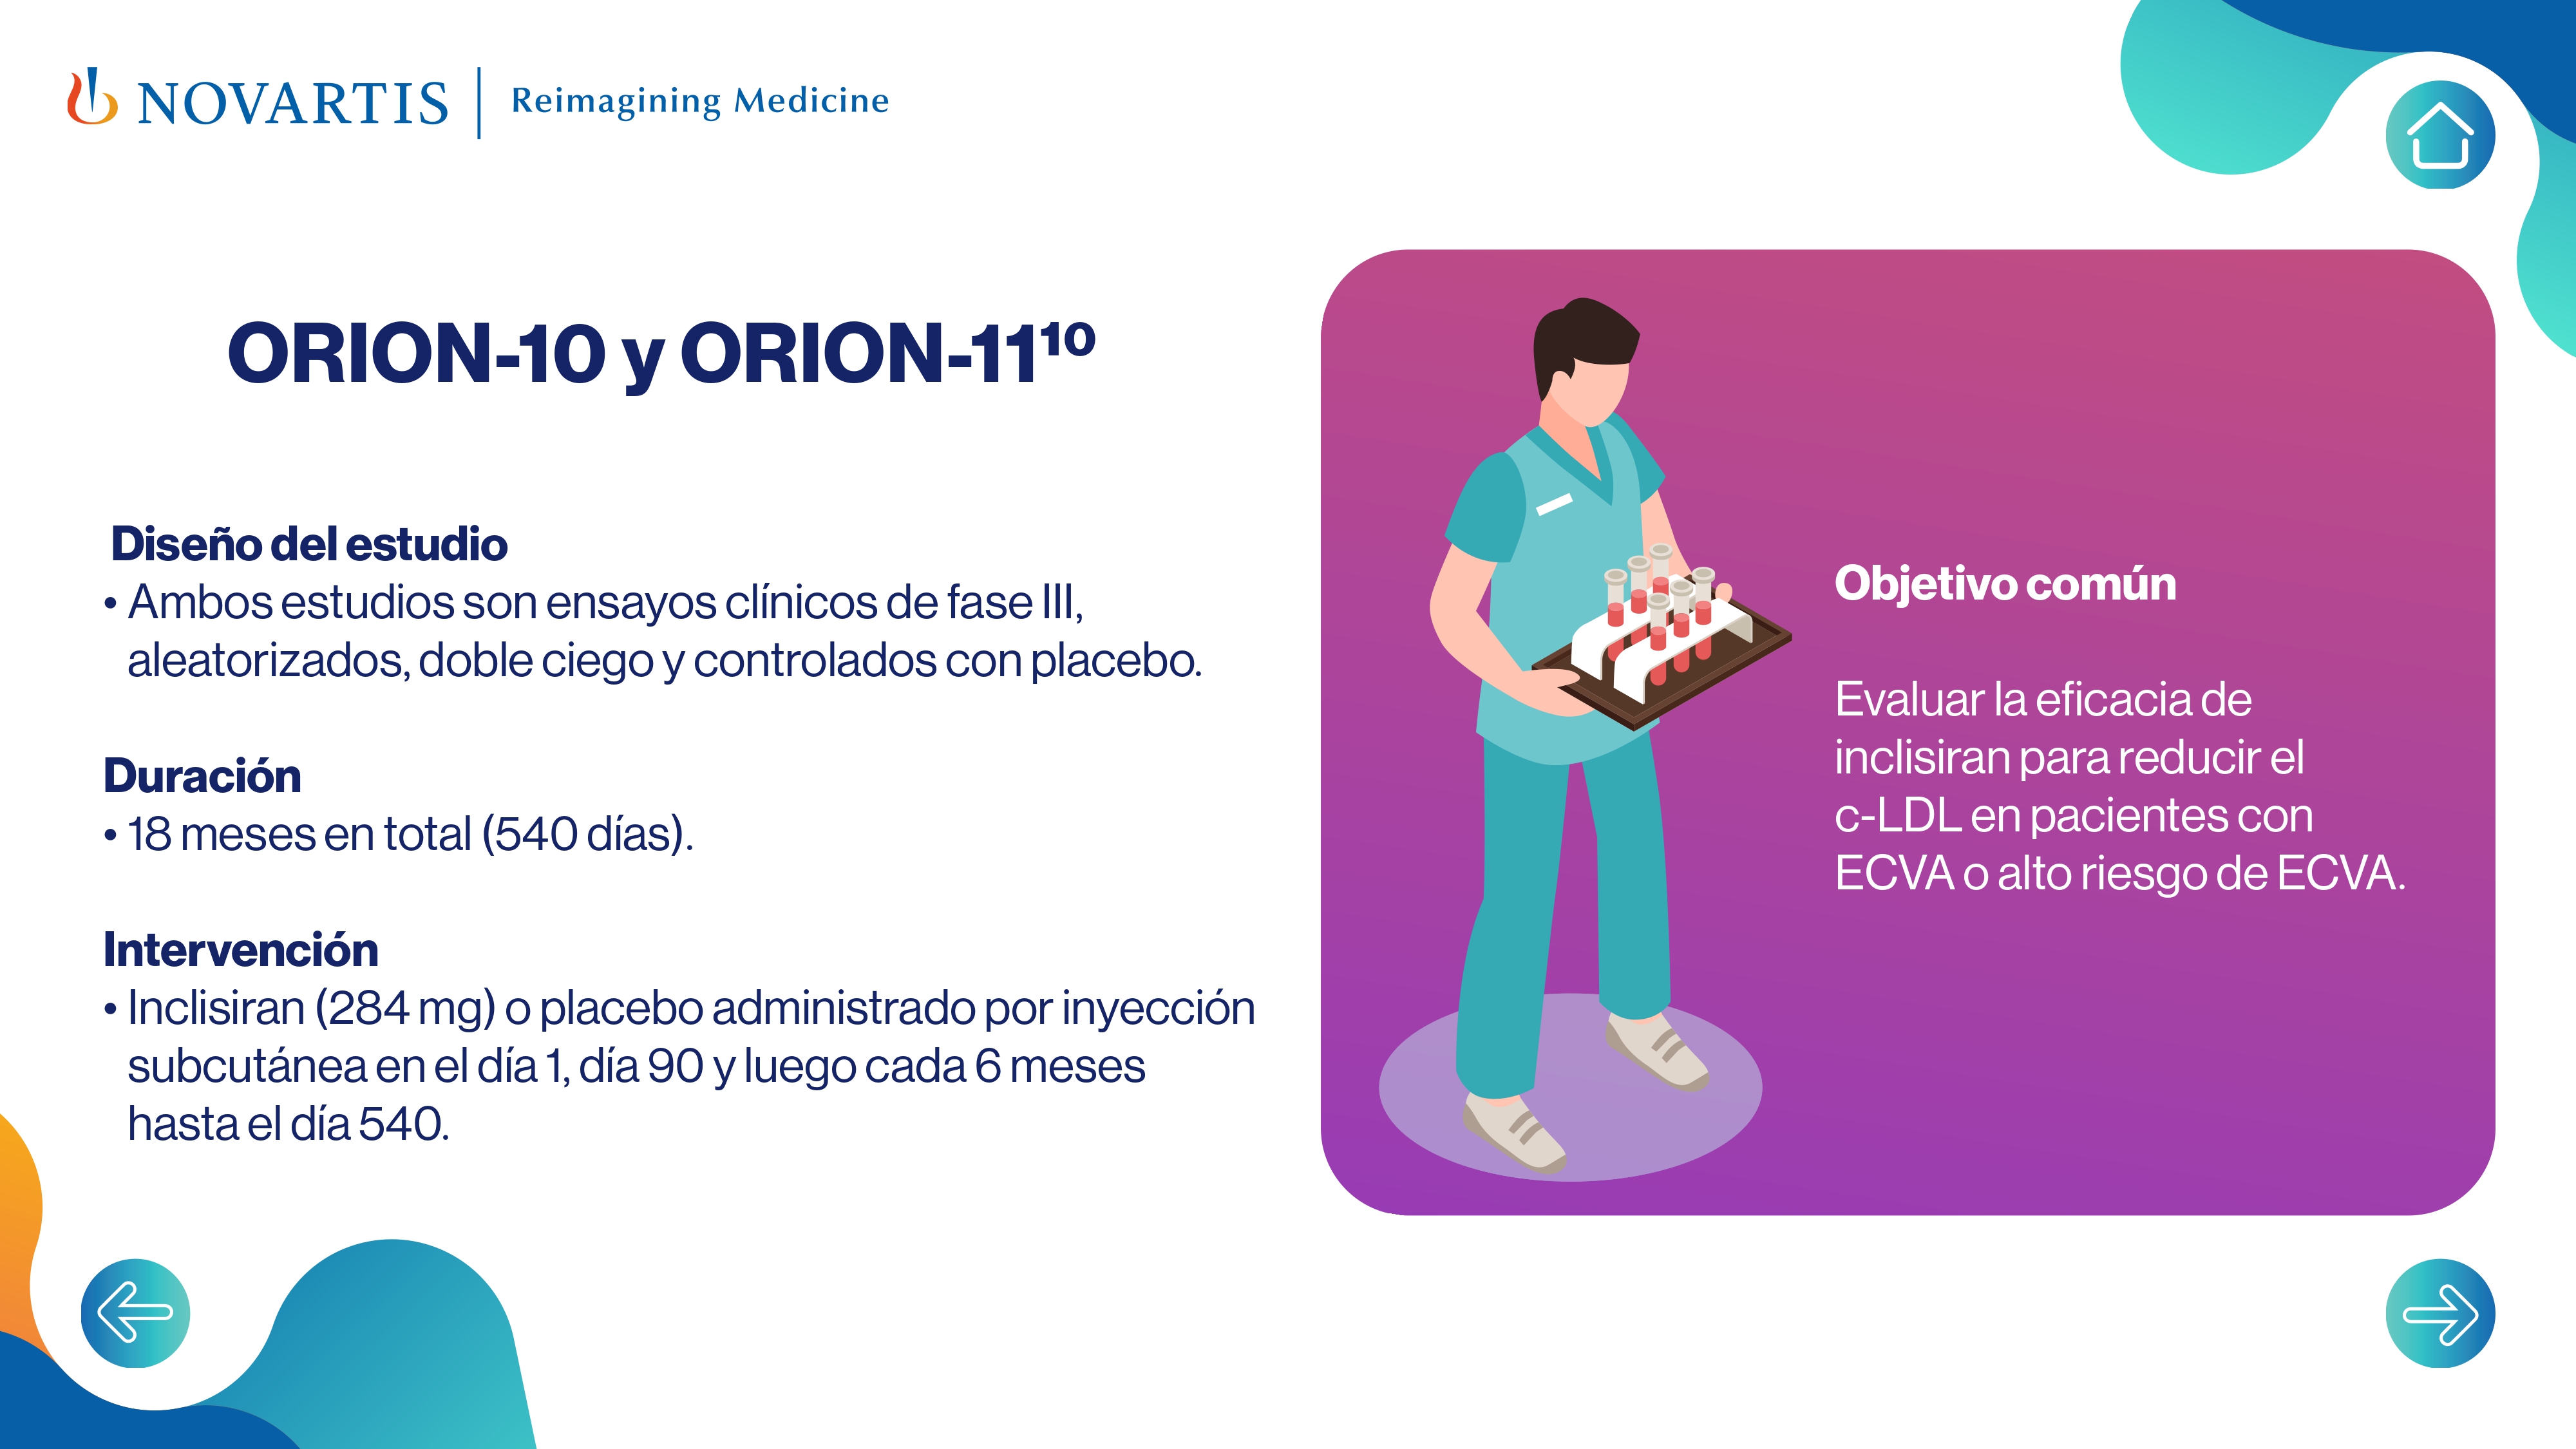 NOVARTIS | Reimagining Medicine
ORION-10 y ORION-11¹⁰
Diseño del estudio
• Ambos estudios son ensayos clínicos de fase III,
aleatorizados, doble ciego y controlados con placebo.
Duración
• 18 meses en total (540 días).
Intervención
• Inclisiran (284 mg) o placebo administrado por inyección
subcutánea en el día 1, día 90 y luego cada 6 meses
hasta el día 540.
Objetivo común
Evaluar la eficacia de
inclisiran para reducir el
c-LDL en pacientes con
ECVA o alto riesgo de ECVA.